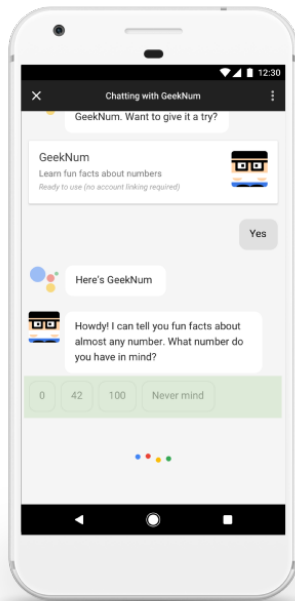 12:30
Chatting with GeekNum
GeekNum. Want to give it a try?
GeekNum
Learn fun facts about numbers
Ready to use (no account linking required)
Yes
Here's GeekNum
Howdy! I can tell you fun facts about
almost any number. What number do
you have in mind?
0 42 100 Never mind